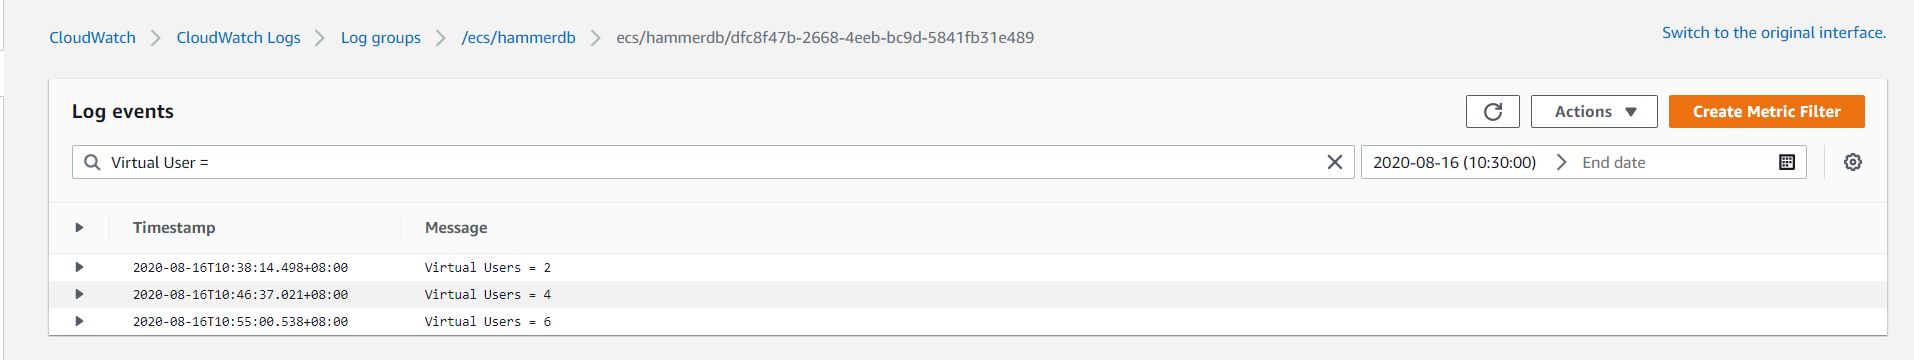 CloudWatch > CloudWatch Logs > Log groups > /ecs/hammerdb > ecs/hammerdb/dfc8f47b-2668-4eeb-bc9d-5841fb31e489
Switch to the original interface.
Log events
Actions
Create Metric Filter
Virtual User =
2020-08-16 (10:30:00) > End date
Timestamp Message
2020-08-16T10:38:14.498+08:00 Virtual Users = 2
2020-08-16T10:46:37.021+08:00 Virtual Users = 4
2020-08-16T10:55:00.538+08:00 Virtual Users = 6